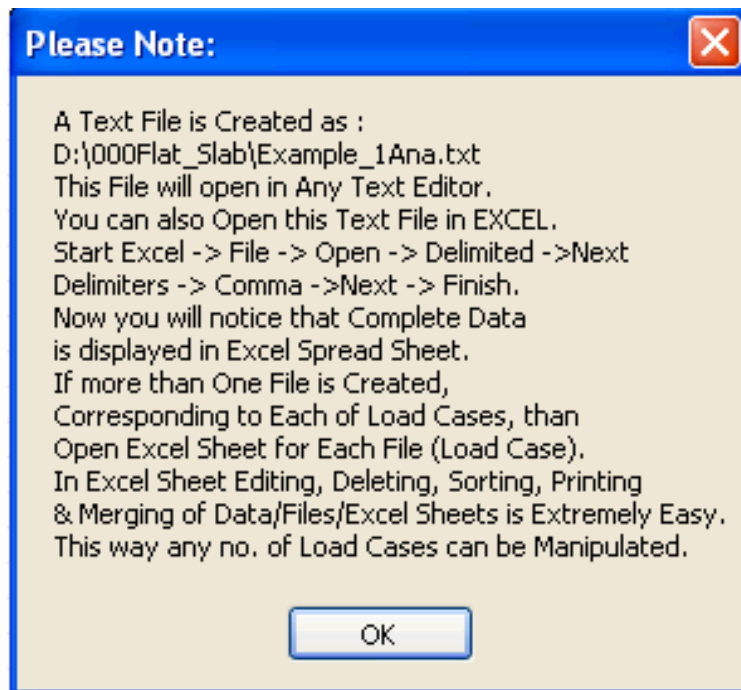 Please Note:
A Text File is Created as :
D:\000Flat_Slab\Example_1Ana.txt
This File will open in Any Text Editor.
You can also Open this Text File in EXCEL.
Start Excel -> File -> Open -> Delimited ->Next
Delimiters -> Comma ->Next -> Finish.
Now you will notice that Complete Data
is displayed in Excel Spread Sheet.
If more than One File is Created,
Corresponding to Each of Load Cases, than
Open Excel Sheet for Each File (Load Case).
In Excel Sheet Editing, Deleting, Sorting, Printing
& Merging of Data/Files/Excel Sheets is Extremely Easy.
This way any no. of Load Cases can be Manipulated.
OK